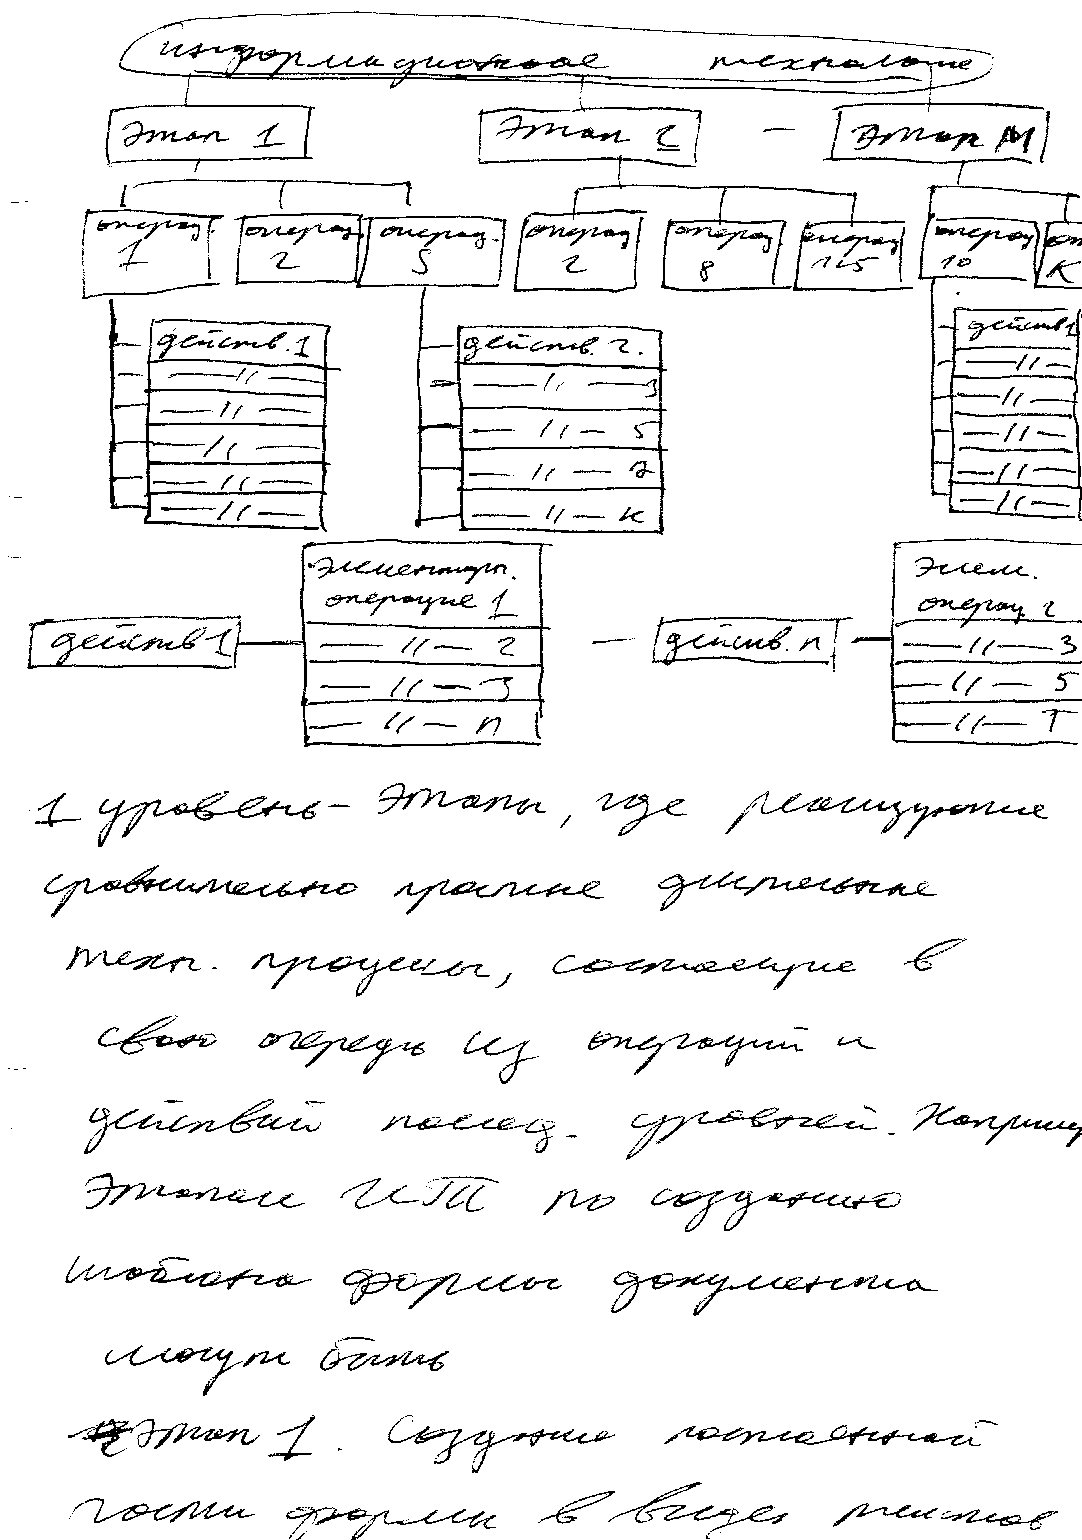 информационная технология
Этап 1 Этап 2 — Этап М
операц. 1 операц. 2 операц. 5 операц 2 операц 8 операц 125 операц 10 оп К
действ. 1 действ. 2. действ 1
—〃— —〃— 3 —〃—
—〃— —〃— 5 —〃—
—〃— —〃— 7 —〃—
—〃— —〃— К —〃—
—〃— —〃—
Элементарн. операция 1 Элем. операц 2
действ 1 —〃— 2 — действ. n —〃— 3
—〃— 3 —〃— 5
—〃— n —〃— Т
1 уровень – Этапы, где реализуются
сравнительно длительные
техн. процессы, состоящие в
свою очередь из операций и
действий послед. уровней. Например
Этапами ИТ по созданию
шаблона формы документа
могут быть
Этап 1. Создание постоянной
части формы в виде текстов